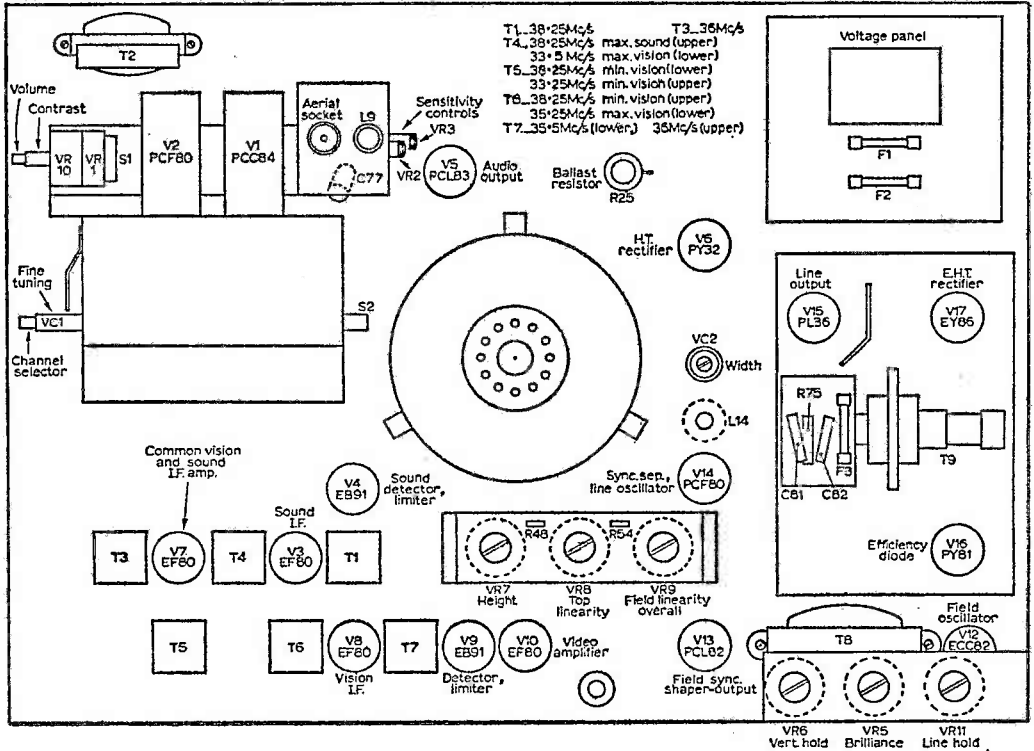 T1_38·25Mc/s T3_36Mc/s
T4_38·25Mc/s max. sound (upper)
33·5 Mc/s max. vision (lower)
T5_38·25Mc/s min. vision (lower)
33·25Mc/s min. vision (upper)
T6_38·25Mc/s min. vision (upper)
35·25Mc/s max. vision (lower)
T7_35·5Mc/s (lower) 36Mc/s (upper)
T2
Voltage panel
F1
F2
Volume
Contrast
VR
10
VR
1
S1
V2
PCF80
V1
PCC84
Aerial
socket
L9
C77
Sensitivity
controls
VR3
VR2
V5
PCL83
Audio
output
Ballast
resistor
R25
H.T.
rectifier
V6
PY32
Fine
tuning
VC1
S2
Channel
selector
VC2
Width
L14
Line
output
V15
PL36
E.H.T.
rectifier
V17
EY86
R75
C81
C82
F3
T9
Efficiency
diode
V16
PY81
Common vision
and sound
I.F. amp.
V4
EB91
Sound
detector,
limiter
Sync. sep.,
line oscillator
V14
PCF80
T3
V7
EF80
T4
Sound
I.F.
V3
EF80
T1
R48
R54
VR7
Height
VR8
Top
linearity
VR9
Field linearity
overall
T5
T6
V8
EF80
Vision
I.F.
T7
V9
EB91
Detector,
limiter
V10
EF80
Video
amplifier
V13
PCL82
Field sync.
shaper-output
T8
Field
oscillator
V12
ECC82
VR6
Vert hold
VR5
Brilliance
VR11
Line hold